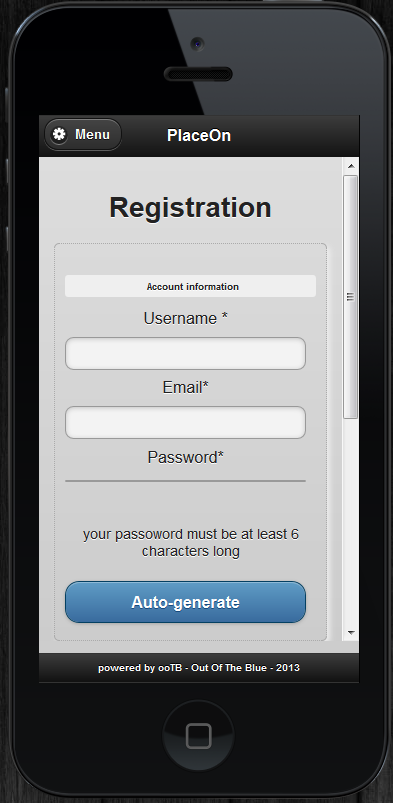 Menu
PlaceOn
Registration
Account information
Username *
Email*
Password*
your passoword must be at least 6
characters long
Auto-generate
powered by ooTB - Out Of The Blue - 2013